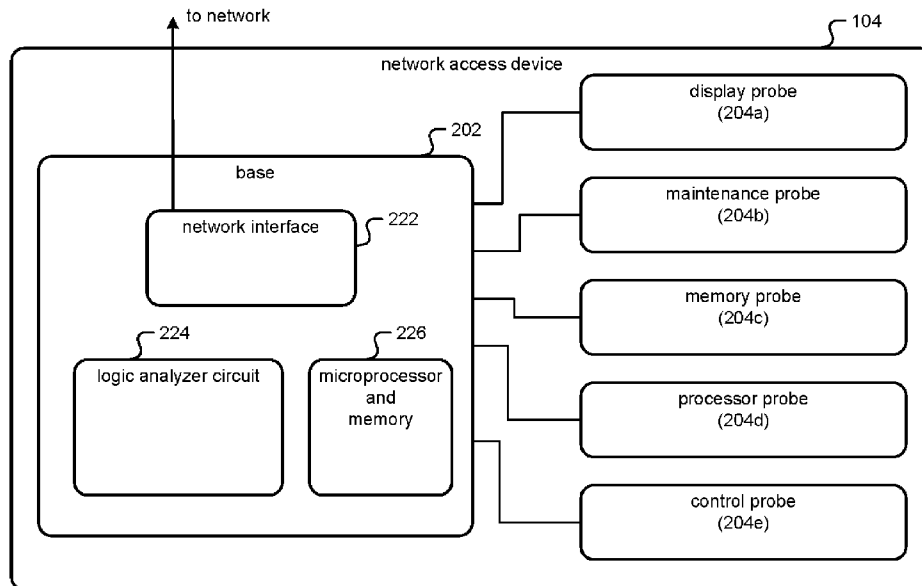 to network
104
network access device
display probe
(204a)
202
base
maintenance probe
(204b)
network interface
222
memory probe
(204c)
224
226
logic analyzer circuit
microprocessor
and
memory
processor probe
(204d)
control probe
(204e)